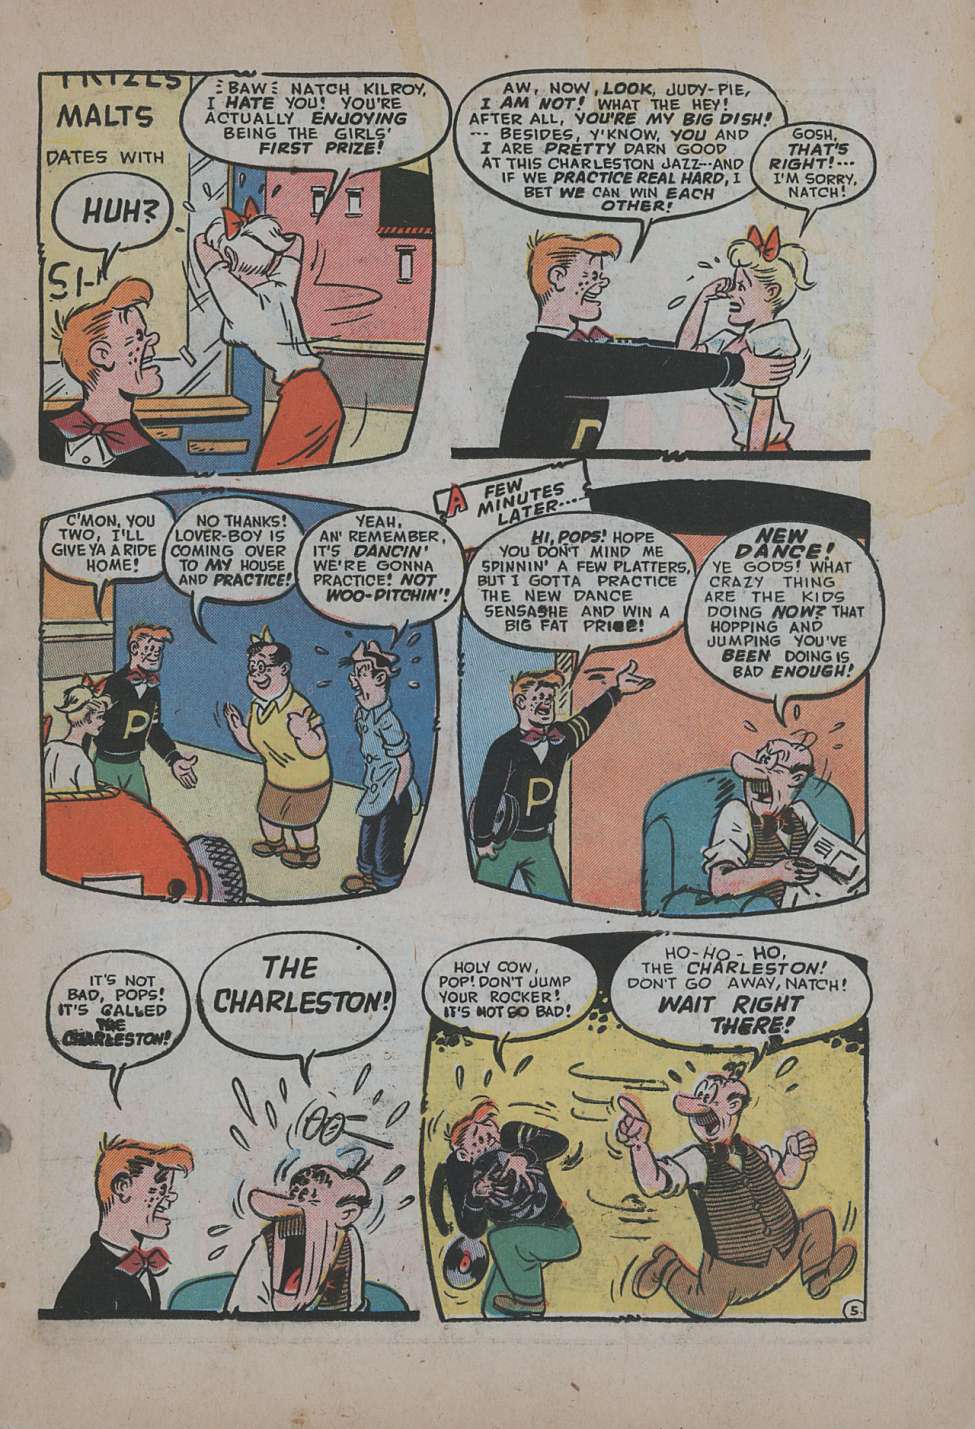 PRIZES
MALTS
DATES WITH
HUH?
BAW NATCH KILROY,
I HATE YOU! YOU'RE
ACTUALLY ENJOYING
BEING THE GIRLS'
FIRST PRIZE!
AW, NOW, LOOK, JUDY-PIE,
I AM NOT! WHAT THE HEY!
AFTER ALL, YOU'RE MY BIG DISH!
--- BESIDES, Y'KNOW, YOU AND
I ARE PRETTY DARN GOOD
AT THIS CHARLESTON JAZZ---AND
IF WE PRACTICE REAL HARD, I
BET WE CAN WIN EACH
OTHER!
GOSH,
THAT'S
RIGHT!---
I'M SORRY,
NATCH!
C'MON, YOU
TWO, I'LL
GIVE YA A RIDE
HOME!
NO THANKS!
LOVER-BOY IS
COMING OVER
TO MY HOUSE
AND PRACTICE!
YEAH,
AN' REMEMBER,
IT'S DANCIN'
WE'RE GONNA
PRACTICE! NOT
WOO-PITCHIN'!
P
A FEW
MINUTES
LATER----
HI, POPS! HOPE
YOU DON'T MIND ME
SPINNIN' A FEW PLATTERS,
BUT I GOTTA PRACTICE
THE NEW DANCE
SENSASHE AND WIN A
BIG FAT PRIZE!
NEW
DANCE!
YE GODS! WHAT
CRAZY THING
ARE THE KIDS
DOING NOW? THAT
HOPPING AND
JUMPING YOU'VE
BEEN DOING IS
BAD ENOUGH!
P
IT'S NOT
BAD, POPS!
IT'S CALLED
THE
CHARLESTON!
THE
CHARLESTON!
HOLY COW,
POP! DON'T JUMP
YOUR ROCKER!
IT'S NOT SO BAD!
HO-HO-HO,
THE CHARLESTON!
DON'T GO AWAY, NATCH!
WAIT RIGHT
THERE!
5